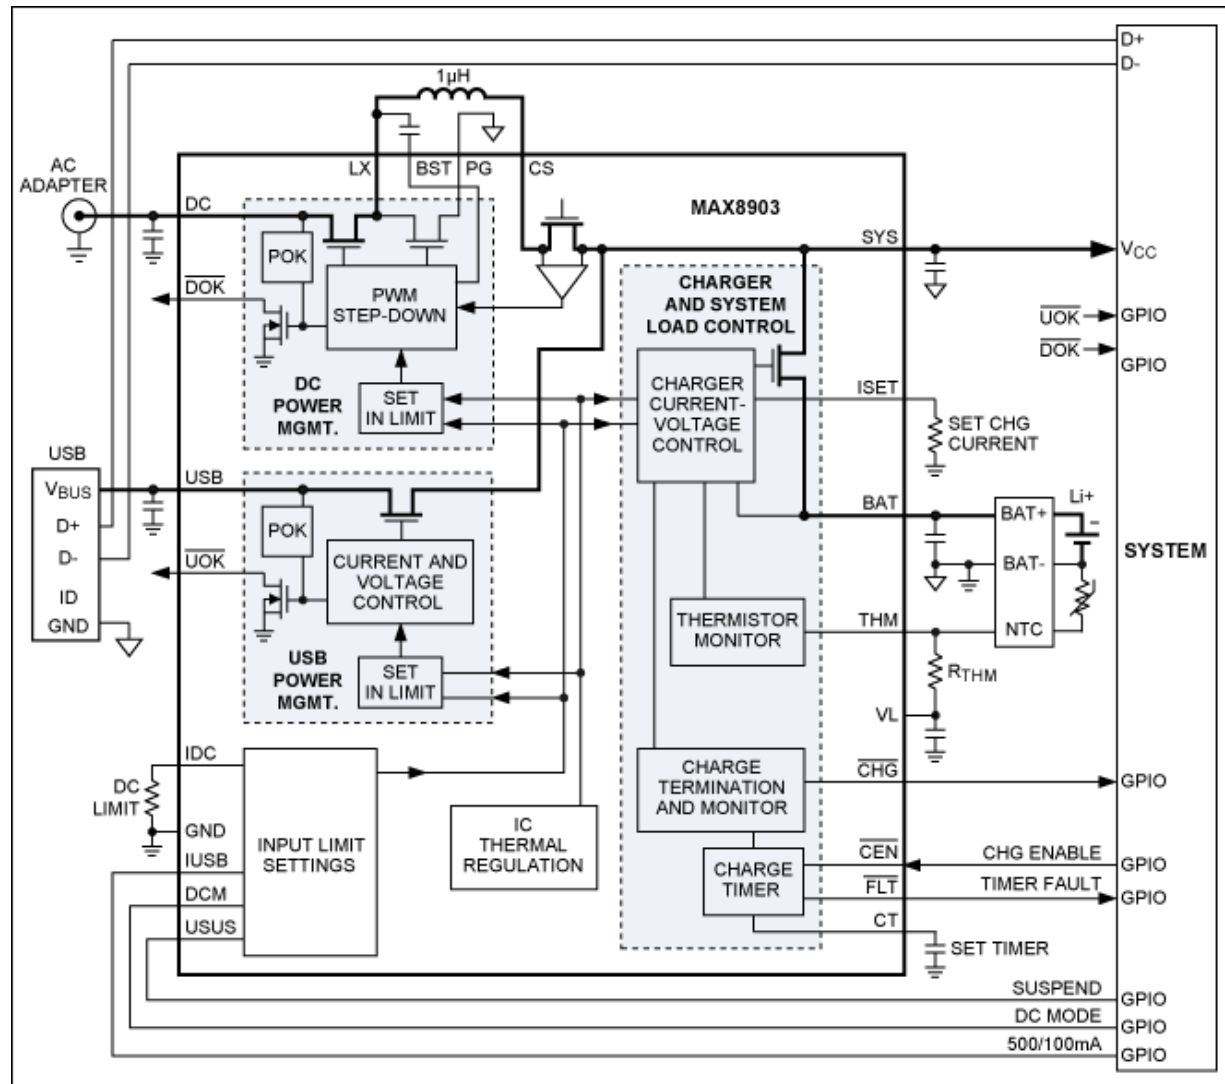 D+
D-
1µH
LX
BST
PG
CS
AC
ADAPTER
DC
MAX8903
SYS
VCC
POK
DOK
PWM
STEP-DOWN
CHARGER
AND SYSTEM
LOAD CONTROL
UOK
GPIO
DOK
GPIO
DC
POWER
MGMT.
SET
IN LIMIT
CHARGER
CURRENT-
VOLTAGE
CONTROL
ISET
SET CHG
CURRENT
USB
VBUS
D+
D-
ID
GND
USB
POK
UOK
CURRENT AND
VOLTAGE
CONTROL
BAT
BAT+
BAT-
NTC
Li+
-
SYSTEM
USB
POWER
MGMT.
SET
IN LIMIT
THERMISTOR
MONITOR
THM
RTHM
VL
IDC
DC
LIMIT
GND
IUSB
DCM
USUS
INPUT LIMIT
SETTINGS
IC
THERMAL
REGULATION
CHARGE
TERMINATION
AND MONITOR
CHG
GPIO
CHARGE
TIMER
CEN
CHG ENABLE
GPIO
FLT
TIMER FAULT
GPIO
CT
SET TIMER
SUSPEND
GPIO
DC MODE
GPIO
500/100mA
GPIO